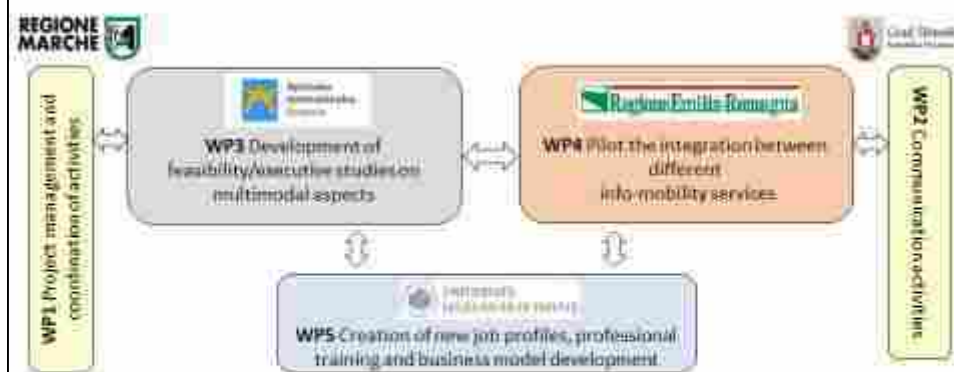 REGIONE
MARCHE
WP1 Project management and
coordination of activities
WP3 Development of
feasibility/executive studies on
multimodal aspects
Regione Emilia-Romagna
WP4 Pilot the integration between
different
info-mobility services
WP2 Communication activities
WP5 Creation of new job profiles, professional
training and business model development